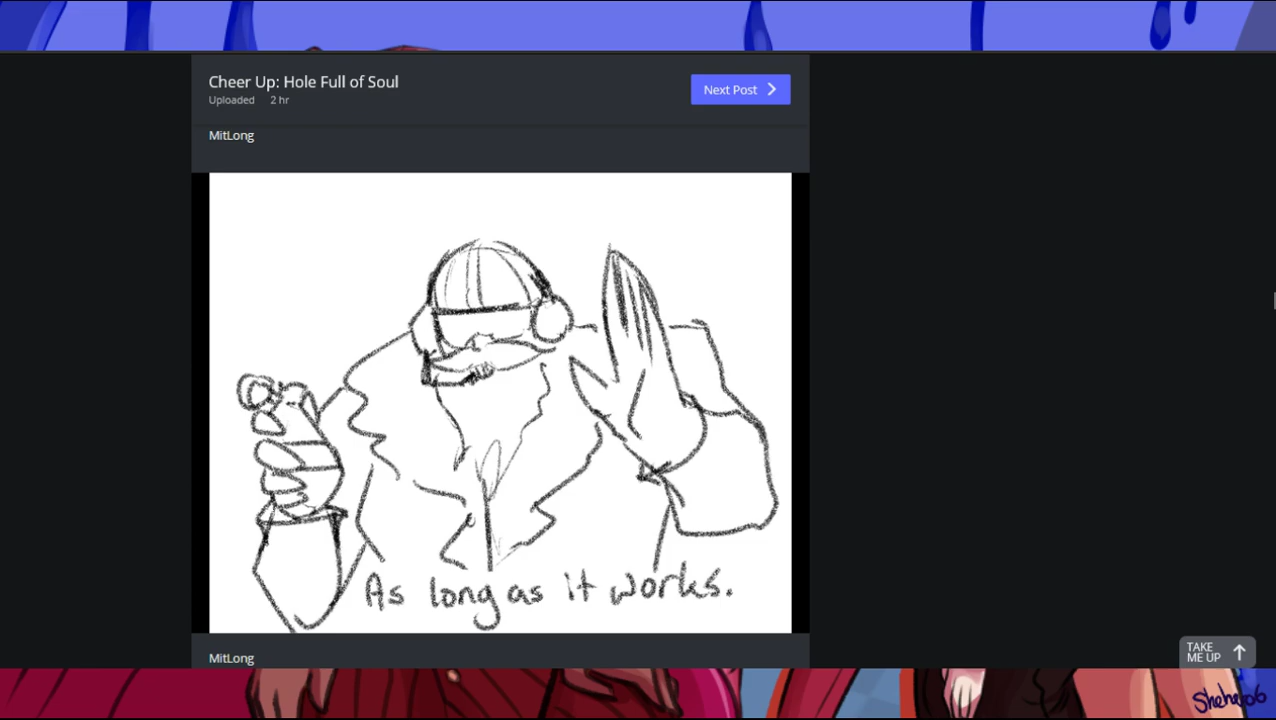 Cheer Up: Hole Full of Soul
Uploaded 2 hr
Next Post
MitLong
As long as it works.
MitLong
TAKE
ME UP